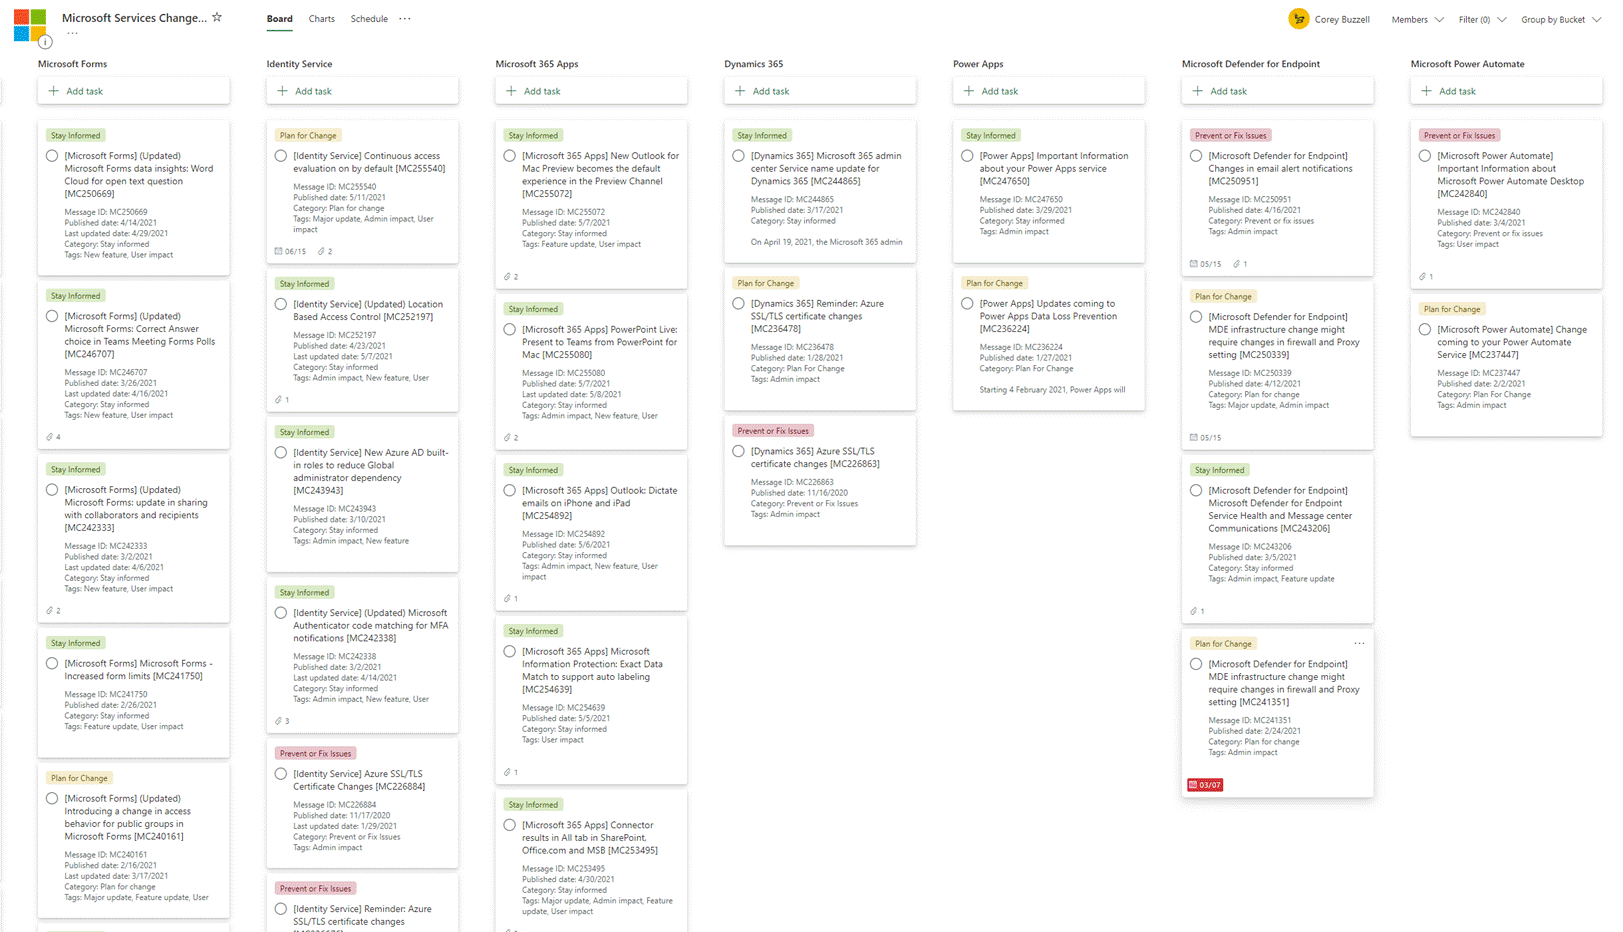 Microsoft Services Change...
...
Board
Charts
Schedule
...
Corey Buzzell
Members
Filter (0)
Group by Bucket
Microsoft Forms
Add task
Stay Informed
[Microsoft Forms] (Updated)
Microsoft Forms data insights: Word
Cloud for open text question
[MC250669]
Message ID: MC250669
Published date: 4/14/2021
Last updated date: 4/29/2021
Category: Stay informed
Tags: New feature, User impact
Stay Informed
[Microsoft Forms] (Updated)
Microsoft Forms: Correct Answer
choice in Teams Meeting Forms Polls
[MC246707]
Message ID: MC246707
Published date: 3/26/2021
Last updated date: 4/16/2021
Category: Stay informed
Tags: New feature, User impact
4
Stay Informed
[Microsoft Forms] (Updated)
Microsoft Forms: update in sharing
with collaborators and recipients
[MC242333]
Message ID: MC242333
Published date: 3/2/2021
Last updated date: 4/6/2021
Category: Stay informed
Tags: New feature, User impact
2
Stay Informed
[Microsoft Forms] Microsoft Forms -
Increased form limits [MC241750]
Message ID: MC241750
Published date: 2/26/2021
Category: Stay informed
Tags: Feature update, User impact
Plan for Change
[Microsoft Forms] (Updated)
Introducing a change in access
behavior for public groups in
Microsoft Forms [MC240161]
Message ID: MC240161
Published date: 2/16/2021
Last updated date: 3/17/2021
Category: Plan for change
Tags: Major update, Feature update, User
Identity Service
Add task
Plan for Change
[Identity Service] Continuous access
evaluation on by default [MC255540]
Message ID: MC255540
Published date: 5/11/2021
Category: Plan for change
Tags: Major update, Admin impact, User
impact
06/15 2
Stay Informed
[Identity Service] (Updated) Location
Based Access Control [MC252197]
Message ID: MC252197
Published date: 4/23/2021
Last updated date: 5/7/2021
Category: Stay informed
Tags: Admin impact, New feature, User
1
Stay Informed
[Identity Service] New Azure AD built-
in roles to reduce Global
administrator dependency
[MC243943]
Message ID: MC243943
Published date: 3/10/2021
Category: Stay informed
Tags: Admin impact, New feature
Stay Informed
[Identity Service] (Updated) Microsoft
Authenticator code matching for MFA
notifications [MC242338]
Message ID: MC242338
Published date: 3/2/2021
Last updated date: 4/14/2021
Category: Stay informed
Tags: Admin impact, New feature, User
3
Prevent or Fix Issues
[Identity Service] Azure SSL/TLS
Certificate Changes [MC226884]
Message ID: MC226884
Published date: 11/17/2020
Last updated date: 1/29/2021
Category: Prevent or Fix Issues
Tags: Admin impact
Prevent or Fix Issues
[Identity Service] Reminder: Azure
SSL/TLS certificate changes
Microsoft 365 Apps
Add task
Stay Informed
[Microsoft 365 Apps] New Outlook for
Mac Preview becomes the default
experience in the Preview Channel
[MC255072]
Message ID: MC255072
Published date: 5/7/2021
Category: Stay informed
Tags: Feature update, User impact
2
Stay Informed
[Microsoft 365 Apps] PowerPoint Live:
Present to Teams from PowerPoint for
Mac [MC255080]
Message ID: MC255080
Published date: 5/7/2021
Last updated date: 5/8/2021
Category: Stay informed
Tags: Admin impact, New feature, User
2
Stay Informed
[Microsoft 365 Apps] Outlook: Dictate
emails on iPhone and iPad
[MC254892]
Message ID: MC254892
Published date: 5/6/2021
Category: Stay informed
Tags: Admin impact, New feature, User
impact
1
Stay Informed
[Microsoft 365 Apps] Microsoft
Information Protection: Exact Data
Match to support auto labeling
[MC254639]
Message ID: MC254639
Published date: 5/5/2021
Category: Stay informed
Tags: User impact
1
Stay Informed
[Microsoft 365 Apps] Connector
results in All tab in SharePoint,
Office.com and MSB [MC253495]
Message ID: MC253495
Published date: 4/30/2021
Category: Stay informed
Tags: Major update, Admin impact, Feature
update, User impact
Dynamics 365
Add task
Stay Informed
[Dynamics 365] Microsoft 365 admin
center Service name update for
Dynamics 365 [MC244865]
Message ID: MC244865
Published date: 3/17/2021
Category: Stay informed
On April 19, 2021, the Microsoft 365 admin
Plan for Change
[Dynamics 365] Reminder: Azure
SSL/TLS certificate changes
[MC236478]
Message ID: MC236478
Published date: 1/28/2021
Category: Plan For Change
Tags: Admin impact
Prevent or Fix Issues
[Dynamics 365] Azure SSL/TLS
certificate changes [MC226863]
Message ID: MC226863
Published date: 11/16/2020
Category: Prevent or Fix Issues
Tags: Admin impact
Power Apps
Add task
Stay Informed
[Power Apps] Important Information
about your Power Apps service
[MC247650]
Message ID: MC247650
Published date: 3/29/2021
Category: Stay informed
Tags: Admin impact
Plan for Change
[Power Apps] Updates coming to
Power Apps Data Loss Prevention
[MC236224]
Message ID: MC236224
Published date: 1/27/2021
Category: Plan For Change
Starting 4 February 2021, Power Apps will
Microsoft Defender for Endpoint
Add task
Prevent or Fix Issues
[Microsoft Defender for Endpoint]
Changes in email alert notifications
[MC250951]
Message ID: MC250951
Published date: 4/16/2021
Category: Prevent or fix issues
Tags: Admin impact
05/15 1
Plan for Change
[Microsoft Defender for Endpoint]
MDE infrastructure change might
require changes in firewall and Proxy
setting [MC250339]
Message ID: MC250339
Published date: 4/12/2021
Category: Plan for change
Tags: Major update, Admin impact
05/15
Stay Informed
[Microsoft Defender for Endpoint]
Microsoft Defender for Endpoint
Service Health and Message center
Communications [MC243206]
Message ID: MC243206
Published date: 3/5/2021
Category: Stay informed
Tags: Admin impact, Feature update
1
Plan for Change
...
[Microsoft Defender for Endpoint]
MDE infrastructure change might
require changes in firewall and Proxy
setting [MC241351]
Message ID: MC241351
Published date: 2/24/2021
Category: Plan for change
Tags: Admin impact
03/07
Microsoft Power Automate
Add task
Prevent or Fix Issues
[Microsoft Power Automate]
Important Information about
Microsoft Power Automate Desktop
[MC242840]
Message ID: MC242840
Published date: 3/4/2021
Category: Prevent or fix issues
Tags: User impact
1
Plan for Change
[Microsoft Power Automate] Change
coming to your Power Automate
Service [MC237447]
Message ID: MC237447
Published date: 2/2/2021
Category: Plan For Change
Tags: Admin impact